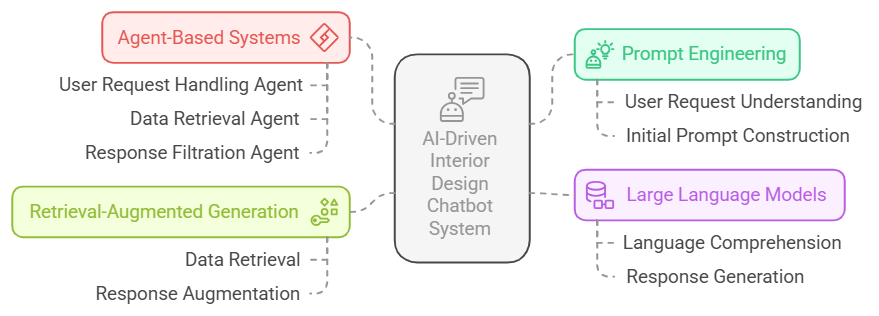 Agent-Based Systems
User Request Handling Agent
Data Retrieval Agent
Response Filtration Agent
Retrieval-Augmented Generation
Data Retrieval
Response Augmentation
AI-Driven
Interior
Design
Chatbot
System
Prompt Engineering
User Request Understanding
Initial Prompt Construction
Large Language Models
Language Comprehension
Response Generation